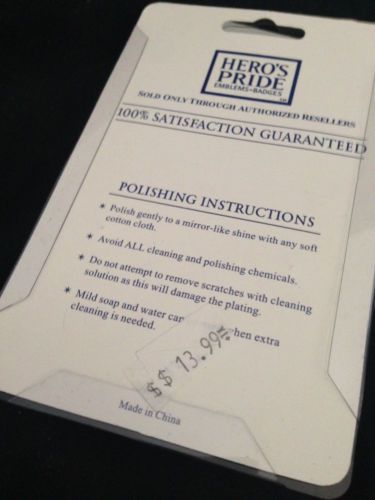 HERO'S
PRIDE
EMBLEMS • BADGES
TM
SOLD ONLY THROUGH AUTHORIZED RESELLERS
100% SATISFACTION GUARANTEED
POLISHING INSTRUCTIONS
* Polish gently to a mirror-like shine with any soft
cotton cloth.
* Avoid ALL cleaning and polishing chemicals.
* Do not attempt to remove scratches with cleaning
solution as this will damage the plating.
* Mild soap and water can hen extra
cleaning is needed.
$ $ 13.99
Made in China